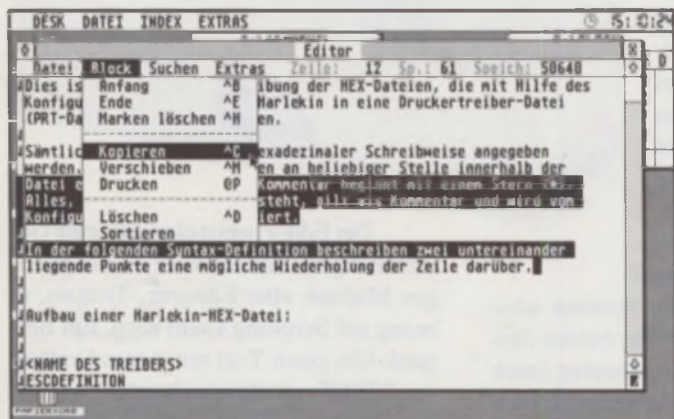 DESK DATEI INDEX EXTRAS
Editor
Datei Block Suchen Extras Zeile: 12 Sp.: 61 Speich: 50640
Dies is Anfang ^B ibung der HEX-Dateien, die mit Hilfe des
Konfigu Ende ^E Harlekin in eine Druckertreiber-Datei
(PRT-Da Marken löschen ^H en.
Sämtlic Kopieren ^C exadezimaler Schreibweise angegeben
werden. Verschieben ^M en an beliebiger Stelle innerhalb der
Datei e Drucken @P Kommentar beginnt mit einem Stern
Alles, steht, gilt als Kommentar und wird vom
Konfigu Löschen ^D iert.
Sortieren
In der folgenden Syntax-Definition beschreiben zwei untereinander
liegende Punkte eine mögliche Wiederholung der Zeile darüber.
Aufbau einer Harlekin-HEX-Datei:
<NAME DES TREIBERS>
ESCDEFINITON
PAPIERKORB